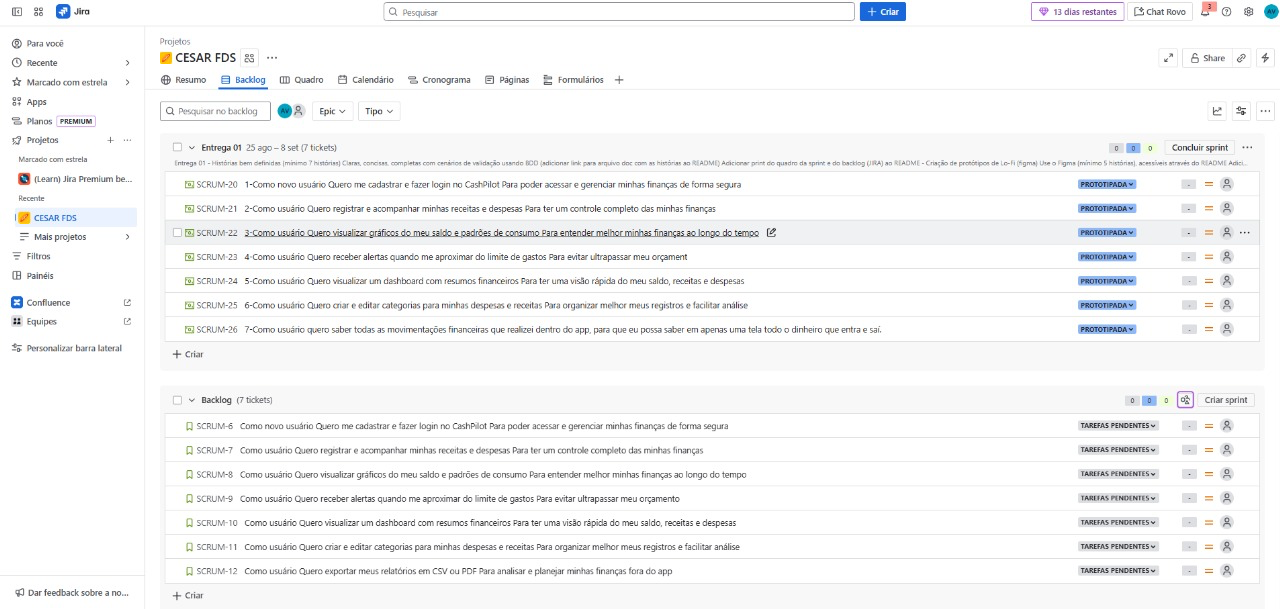 Jira
Pesquisar
+ Criar
13 dias restantes
Chat Rovo
3
AV
Para você
Recente
Marcado com estrela
Apps
Planos PREMIUM
Projetos
Marcado com estrela
(Learn) Jira Premium be...
Recente
CESAR FDS
Mais projetos
Filtros
Painéis
Confluence
Equipes
Personalizar barra lateral
Dar feedback sobre a no...
Projetos
CESAR FDS
Share
Resumo Backlog Quadro Calendário Cronograma Páginas Formulários
Pesquisar no backlog AV Epic Tipo
Entrega 01 25 ago – 8 set (7 tickets) 0 0 0 Concluir sprint
Entrega 01 - Histórias bem definidas (mínimo 7 histórias) Claras, concisas, completas com cenários de validação usando BDD (adicionar link para arquivo doc com as histórias ao README) Adicionar print do quadro da sprint e do backlog (JIRA) ao README - Criação de protótipos de Lo-Fi (figma) Use o Figma (mínimo 5 histórias), acessíveis através do README Adici...
SCRUM-20 1-Como novo usuário Quero me cadastrar e fazer login no CashPilot Para poder acessar e gerenciar minhas finanças de forma segura PROTOTIPADA -
SCRUM-21 2-Como usuário Quero registrar e acompanhar minhas receitas e despesas Para ter um controle completo das minhas finanças PROTOTIPADA -
SCRUM-22 3-Como usuário Quero visualizar gráficos do meu saldo e padrões de consumo Para entender melhor minhas finanças ao longo do tempo PROTOTIPADA -
SCRUM-23 4-Como usuário Quero receber alertas quando me aproximar do limite de gastos Para evitar ultrapassar meu orçament PROTOTIPADA -
SCRUM-24 5-Como usuário Quero visualizar um dashboard com resumos financeiros Para ter uma visão rápida do meu saldo, receitas e despesas PROTOTIPADA -
SCRUM-25 6-Como usuário Quero criar e editar categorias para minhas despesas e receitas Para organizar melhor meus registros e facilitar análise PROTOTIPADA -
SCRUM-26 7-Como usuário quero saber todas as movimentações financeiras que realizei dentro do app, para que eu possa saber em apenas uma tela todo o dinheiro que entra e saí. PROTOTIPADA -
+ Criar
Backlog (7 tickets) 0 0 0 Criar sprint
SCRUM-6 Como novo usuário Quero me cadastrar e fazer login no CashPilot Para poder acessar e gerenciar minhas finanças de forma segura TAREFAS PENDENTES -
SCRUM-7 Como usuário Quero registrar e acompanhar minhas receitas e despesas Para ter um controle completo das minhas finanças TAREFAS PENDENTES -
SCRUM-8 Como usuário Quero visualizar gráficos do meu saldo e padrões de consumo Para entender melhor minhas finanças ao longo do tempo TAREFAS PENDENTES -
SCRUM-9 Como usuário Quero receber alertas quando me aproximar do limite de gastos Para evitar ultrapassar meu orçamento TAREFAS PENDENTES -
SCRUM-10 Como usuário Quero visualizar um dashboard com resumos financeiros Para ter uma visão rápida do meu saldo, receitas e despesas TAREFAS PENDENTES -
SCRUM-11 Como usuário Quero criar e editar categorias para minhas despesas e receitas Para organizar melhor meus registros e facilitar análise TAREFAS PENDENTES -
SCRUM-12 Como usuário Quero exportar meus relatórios em CSV ou PDF Para analisar e planejar minhas finanças fora do app TAREFAS PENDENTES -
+ Criar